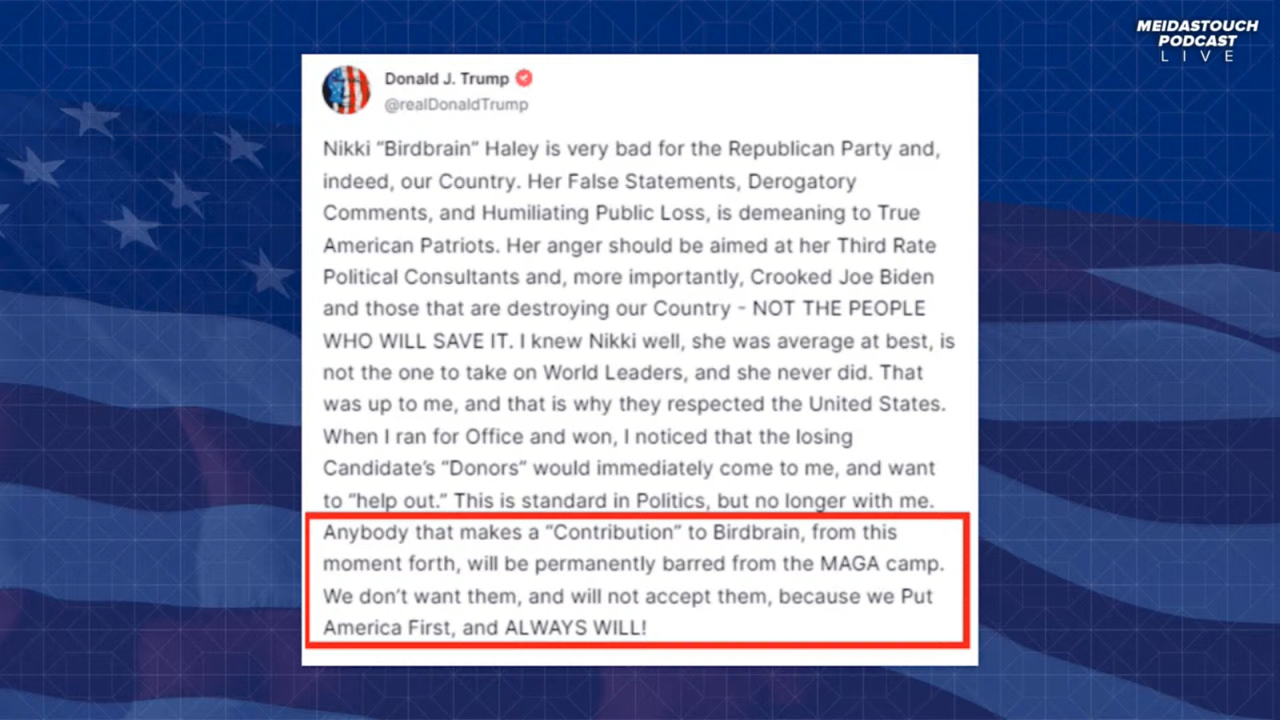 MEIDASTOUCH
PODCAST
LIVE
Donald J. Trump
@realDonaldTrump
Nikki “Birdbrain” Haley is very bad for the Republican Party and,
indeed, our Country. Her False Statements, Derogatory
Comments, and Humiliating Public Loss, is demeaning to True
American Patriots. Her anger should be aimed at her Third Rate
Political Consultants and, more importantly, Crooked Joe Biden
and those that are destroying our Country - NOT THE PEOPLE
WHO WILL SAVE IT. I knew Nikki well, she was average at best, is
not the one to take on World Leaders, and she never did. That
was up to me, and that is why they respected the United States.
When I ran for Office and won, I noticed that the losing
Candidate’s “Donors” would immediately come to me, and want
to “help out.” This is standard in Politics, but no longer with me.
Anybody that makes a “Contribution” to Birdbrain, from this
moment forth, will be permanently barred from the MAGA camp.
We don’t want them, and will not accept them, because we Put
America First, and ALWAYS WILL!